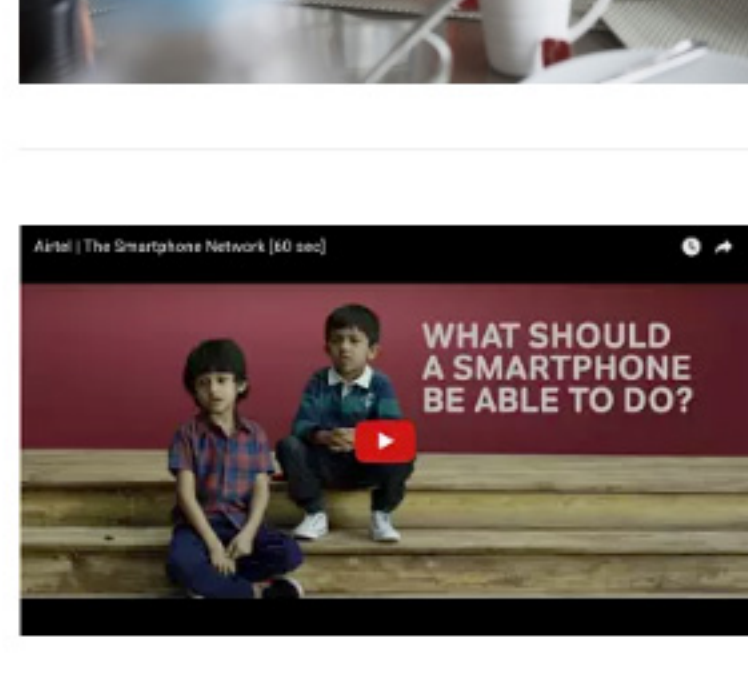 Airtel | The Smartphone Network [60 sec]
WHAT SHOULD
A SMARTPHONE
BE ABLE TO DO?